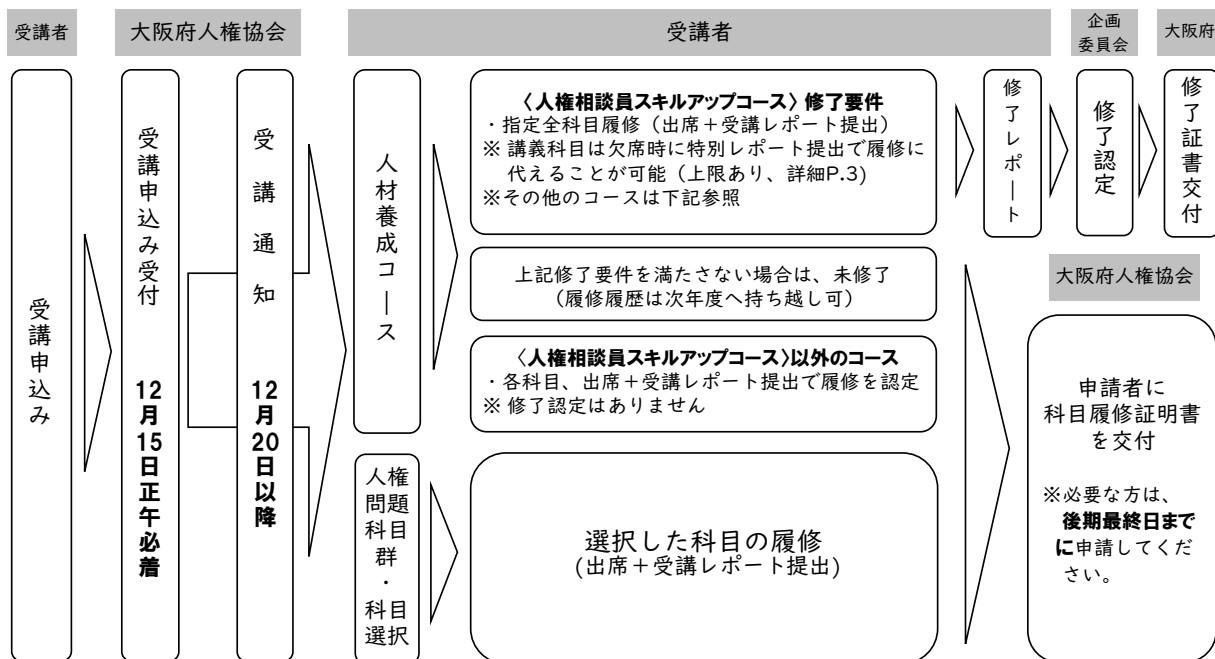 受講者
大阪府人権協会
受講者
企画
委員会
大阪府
受講申込み
受講申込み受付
12月15日正午必着
受講通知
12月20日以降
人材養成コース
〈人権相談員スキルアップコース〉修了要件
・指定全科目履修（出席＋受講レポート提出）
※ 講義科目は欠席時に特別レポート提出で履修に
代えることが可能（上限あり、詳細P.3）
※その他のコースは下記参照
上記修了要件を満たさない場合は、未修了
（履修履歴は次年度へ持ち越し可）
〈人権相談員スキルアップコース〉以外のコース
・各科目、出席＋受講レポート提出で履修を認定
※ 修了認定はありません
修了レポート
修了認定
修了証書交付
人権
問題
科目
群
・
科目
選択
選択した科目の履修
(出席＋受講レポート提出)
大阪府人権協会
申請者に
科目履修証明書
を交付
※必要な方は、
後期最終日まで
に申請してくだ
さい。